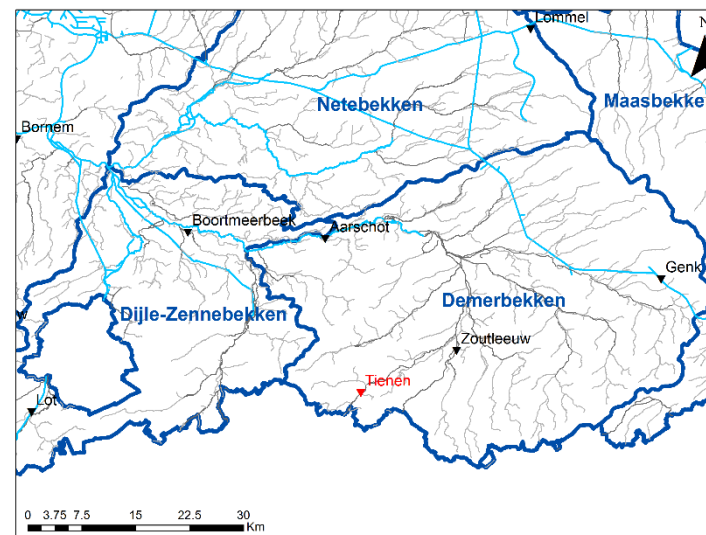 Lommel
N
Netebekken
Maasbekke
Bornem
Boortmeerbeek
Aarschot
Genk
Dijle-Zennebekken
Demerbekken
w
Zoutleeuw
Tienen
Lot
0 3.75 7.5 15 22.5 30
Km